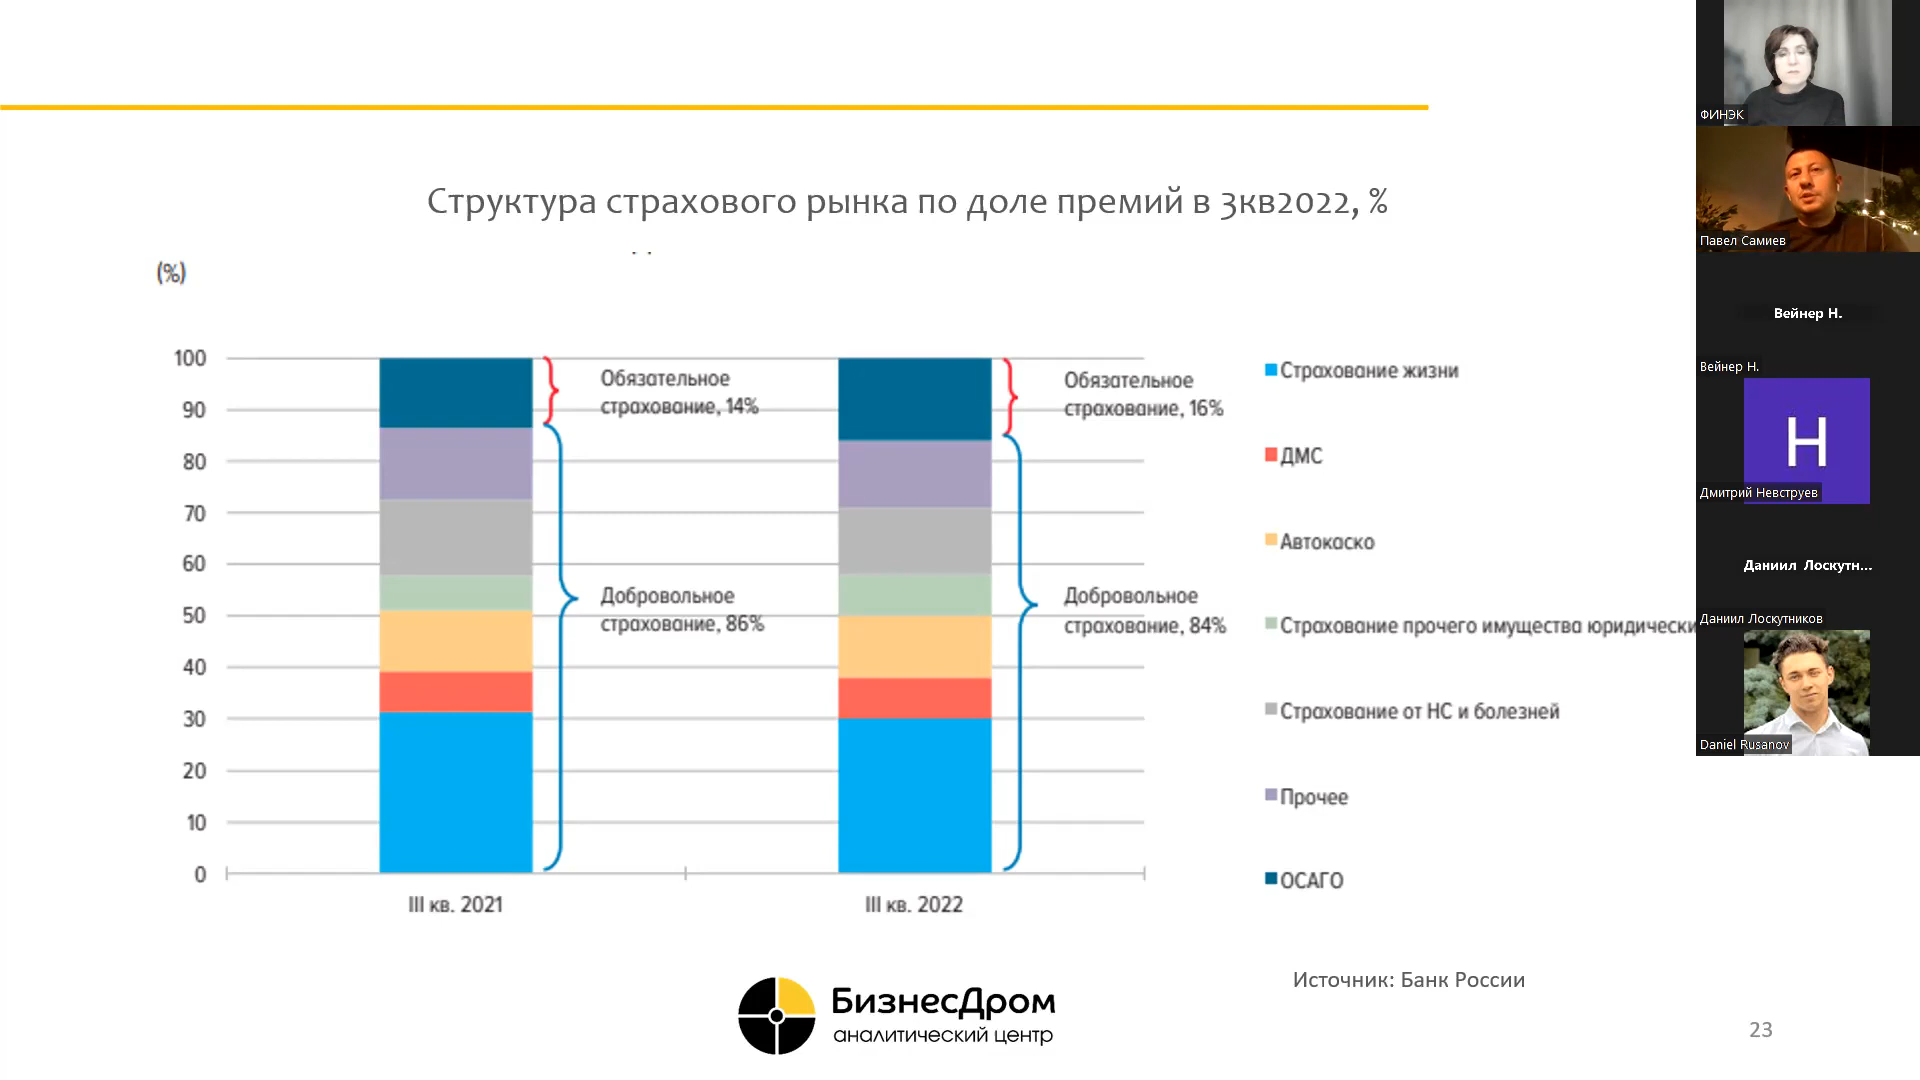 Структура страхового рынка по доле премий в 3кв2022, %
(%)
100
90
80
70
60
50
40
30
20
10
0
Обязательное
страхование, 14%
Добровольное
страхование, 86%
Обязательное
страхование, 16%
Добровольное
страхование, 84%
III кв. 2021
III кв. 2022
Страхование жизни
ДМС
Автокаско
Страхование прочего имущества юридически
Страхование от НС и болезней
Прочее
ОСАГО
Источник: Банк России
БизнесДром
аналитический центр
23
ФИНЭК
Павел Самиев
Вейнер Н.
Вейнер Н.
Н
Дмитрий Невструев
Даниил Лоскутн...
Даниил Лоскутников
Daniel Rusanov